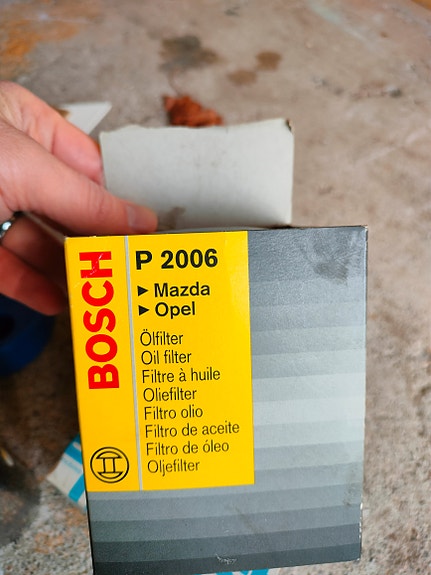 BOSCH
P 2006
► Mazda
► Opel
Ölfilter
Oil filter
Filtre à huile
Oliefilter
Filtro olio
Filtro de aceite
Filtro de óleo
Oljefilter